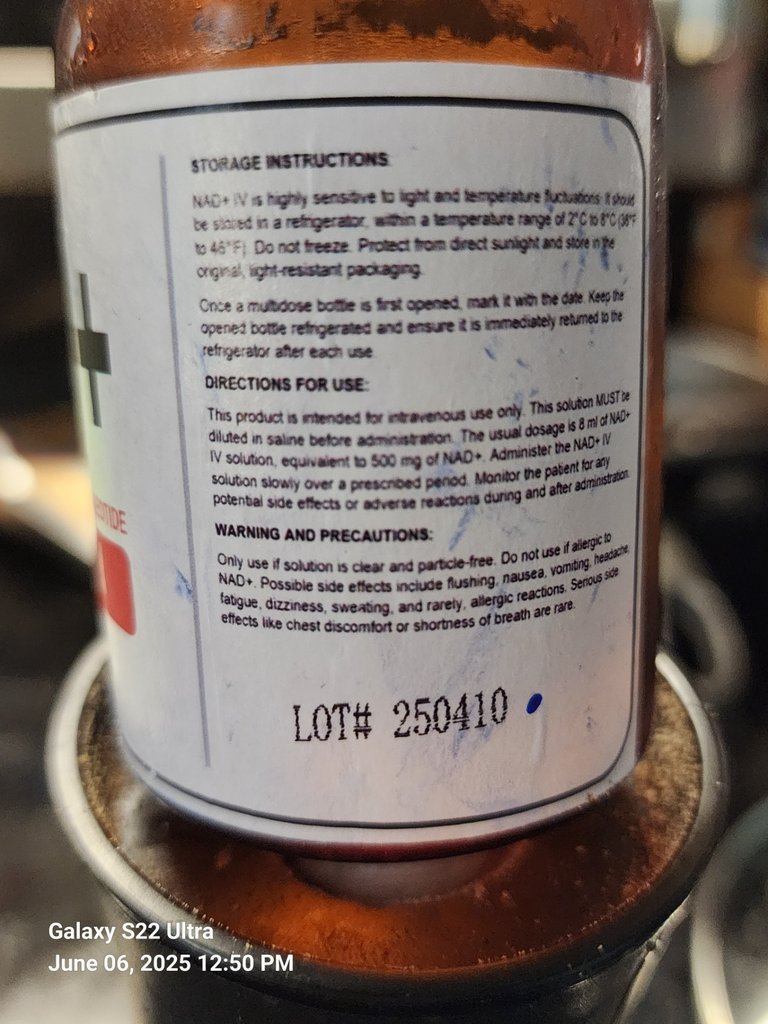 STORAGE INSTRUCTIONS
NAD+ IV is highly sensitive to light and temperature fluctuations. It should
be stored in a refrigerator, within a temperature range of 2°C to 8°C (36°F
to 46°F). Do not freeze. Protect from direct sunlight and store in the
original, light-resistant packaging.
Once a multidose bottle is first opened, mark it with the date. Keep the
opened bottle refrigerated and ensure it is immediately returned to the
refrigerator after each use.
DIRECTIONS FOR USE:
This product is intended for intravenous use only. This solution MUST be
diluted in saline before administration. The usual dosage is 8 ml of NAD+
IV solution, equivalent to 500 mg of NAD+. Administer the NAD+ IV
solution slowly over a prescribed period. Monitor the patient for any
potential side effects or adverse reactions during and after administration.
WARNING AND PRECAUTIONS:
Only use if solution is clear and particle-free. Do not use if allergic to
NAD+. Possible side effects include flushing, nausea, vomiting, headache,
fatigue, dizziness, sweating, and rarely, allergic reactions. Serious side
effects like chest discomfort or shortness of breath are rare.
LOT# 250410
Galaxy S22 Ultra
June 06, 2025 12:50 PM